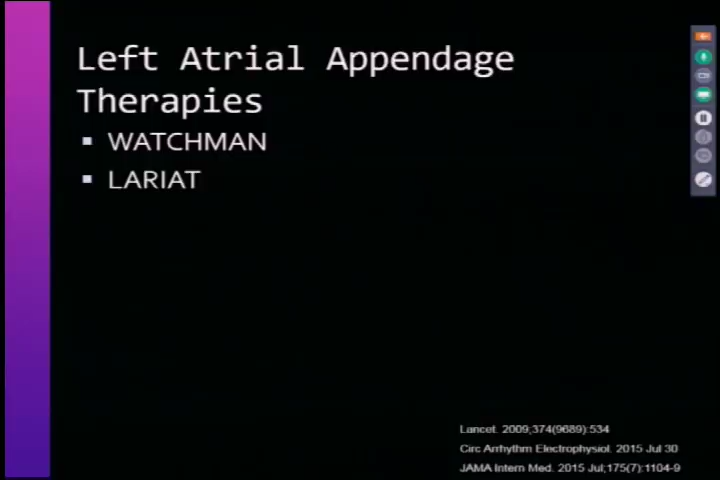 Left Atrial Appendage
Therapies
WATCHMAN
LARIAT
Lancet. 2009;374(9689):534
Circ Arrhythm Electrophysiol. 2015 Jul 30
JAMA Intern Med. 2015 Jul;175(7):1104-9